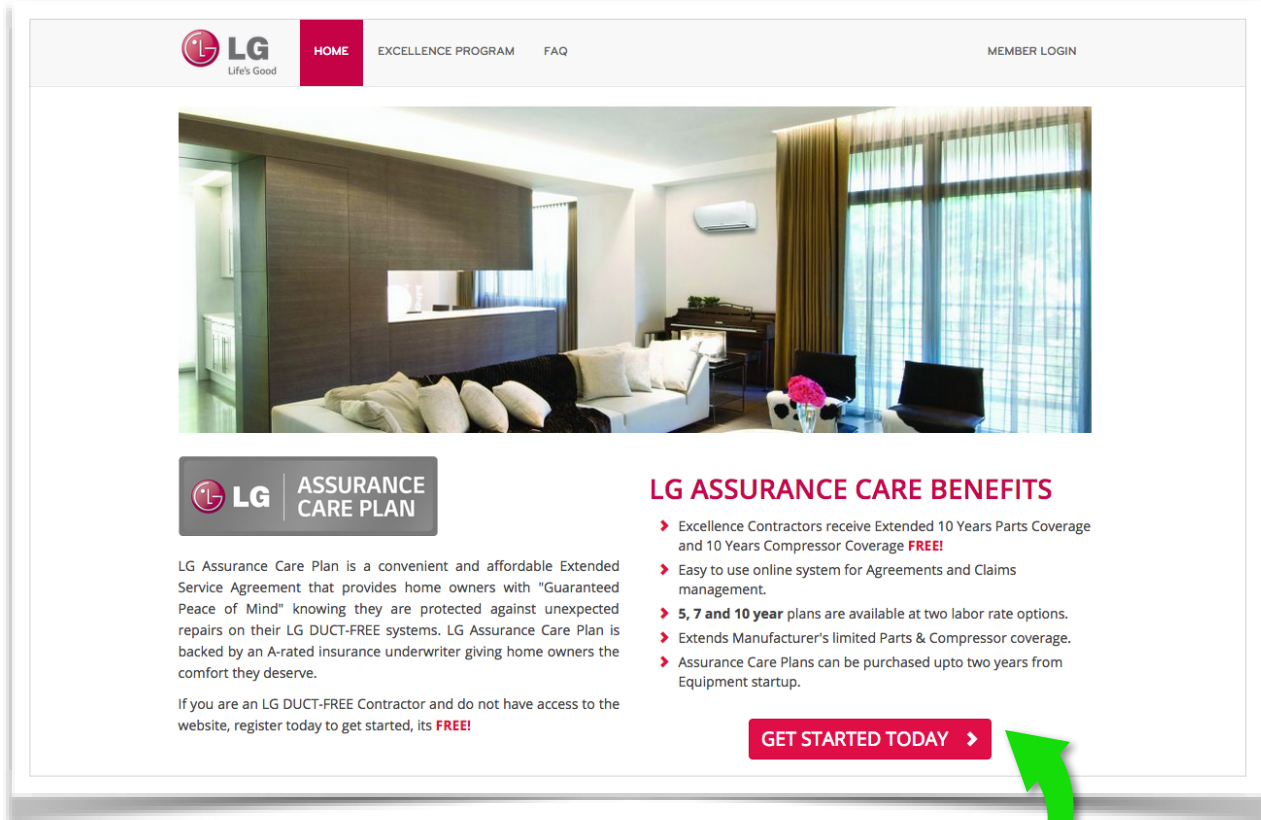 LG
Life's Good
HOME
EXCELLENCE PROGRAM
FAQ
MEMBER LOGIN
LG
ASSURANCE
CARE PLAN
LG Assurance Care Plan is a convenient and affordable Extended
Service Agreement that provides home owners with "Guaranteed
Peace of Mind" knowing they are protected against unexpected
repairs on their LG DUCT-FREE systems. LG Assurance Care Plan is
backed by an A-rated insurance underwriter giving home owners the
comfort they deserve.
If you are an LG DUCT-FREE Contractor and do not have access to the
website, register today to get started, its FREE!
LG ASSURANCE CARE BENEFITS
Excellence Contractors receive Extended 10 Years Parts Coverage
and 10 Years Compressor Coverage FREE!
Easy to use online system for Agreements and Claims
management.
5, 7 and 10 year plans are available at two labor rate options.
Extends Manufacturer's limited Parts & Compressor coverage.
Assurance Care Plans can be purchased upto two years from
Equipment startup.
GET STARTED TODAY